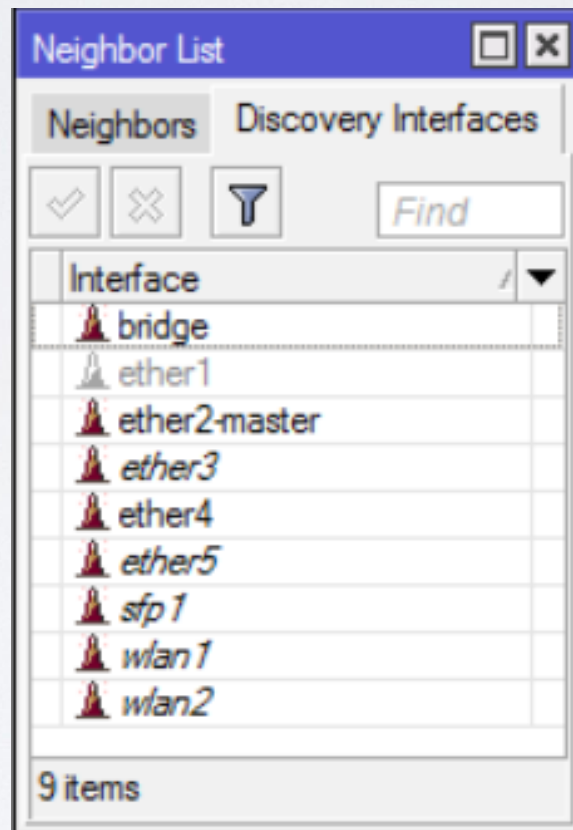 Neighbor List
Neighbors Discovery Interfaces
Find
Interface
bridge
ether1
ether2-master
ether3
ether4
ether5
sfp1
wlan1
wlan2
9 items